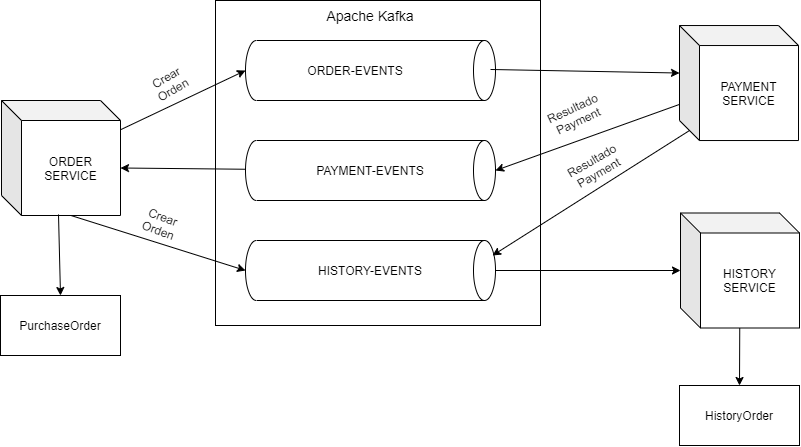 Apache Kafka
Crear
Orden
ORDER-EVENTS
PAYMENT
SERVICE
Resultado
Payment
ORDER
SERVICE
PAYMENT-EVENTS
Resultado
Payment
Crear
Orden
HISTORY-EVENTS
HISTORY
SERVICE
PurchaseOrder
HistoryOrder